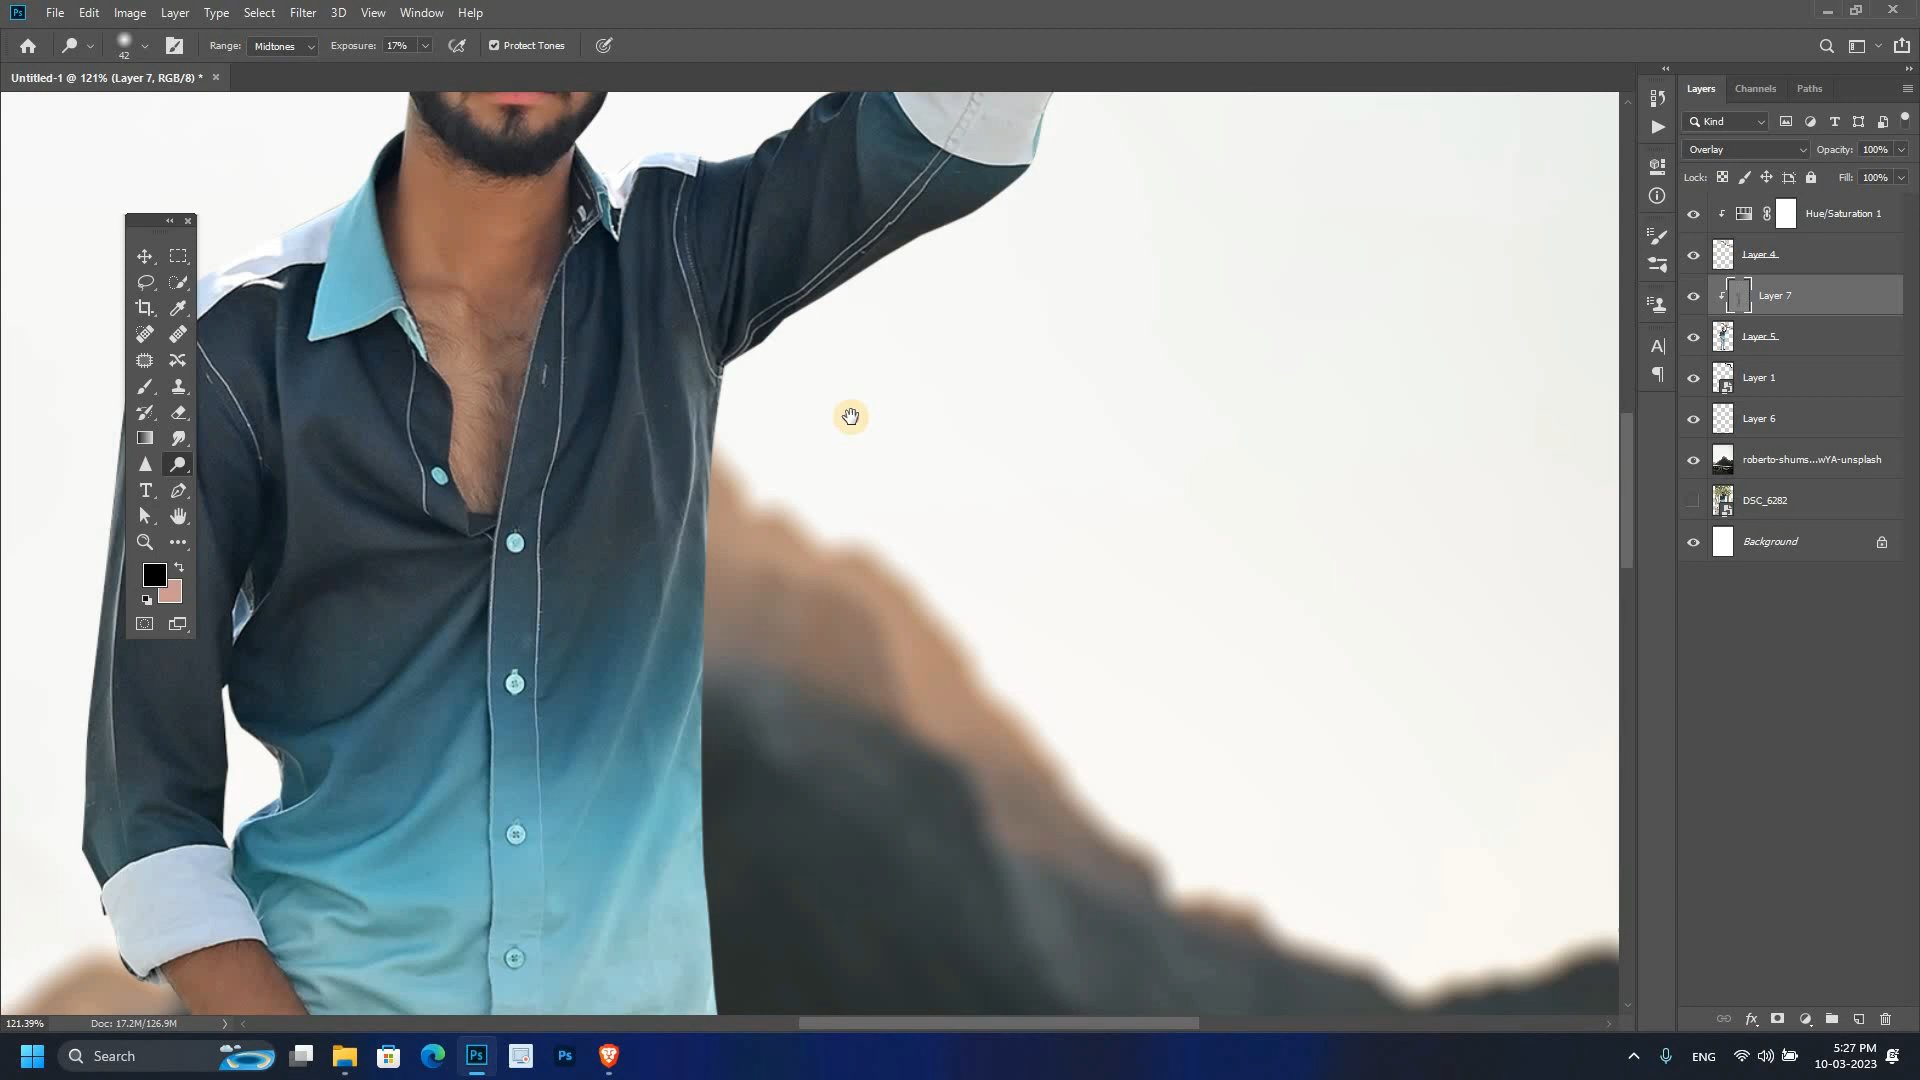 Ps File Edit Image Layer Type Select Filter 3D View Window Help
42 Range: Midtones Exposure: 17% Protect Tones
Untitled-1 @ 121% (Layer 7, RGB/8) *
Layers Channels Paths
Kind
Overlay Opacity: 100%
Lock: Fill: 100%
Hue/Saturation 1
Layer 4
Layer 7
Layer 5
Layer 1
Layer 6
roberto-shums...wYA-unsplash
DSC_6282
Background
121.39% Doc: 17.2M/126.9M
Search Ps Ps ENG 5:27 PM
10-03-2023